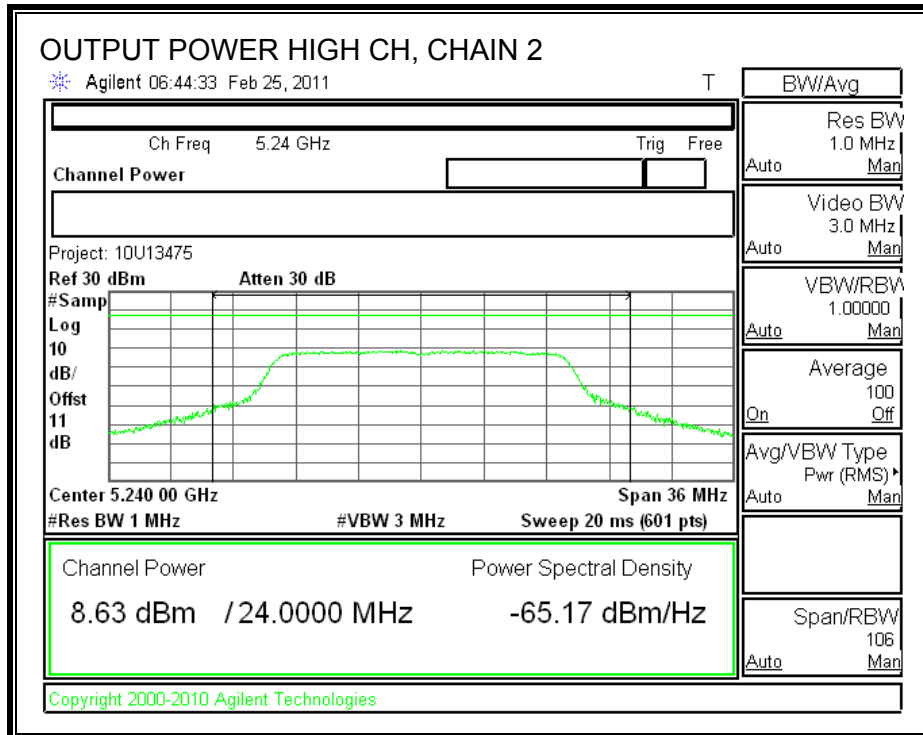 OUTPUT POWER HIGH CH, CHAIN 2
Agilent 06:44:33 Feb 25, 2011 T
Ch Freq 5.24 GHz Trig Free
Channel Power
Project: 10U13475
Ref 30 dBm Atten 30 dB
#Samp
Log
10
dB/
Offst
11
dB
Center 5.240 00 GHz Span 36 MHz
#Res BW 1 MHz #VBW 3 MHz Sweep 20 ms (601 pts)
Channel Power Power Spectral Density
8.63 dBm /24.0000 MHz -65.17 dBm/Hz
Copyright 2000-2010 Agilent Technologies
BW/Avg
Res BW
1.0 MHz
Auto Man
Video BW
3.0 MHz
Auto Man
VBW/RBW
1.00000
Auto Man
Average
100
On Off
Avg/VBW Type
Pwr (RMS)
Auto Man
Span/RBW
106
Auto Man